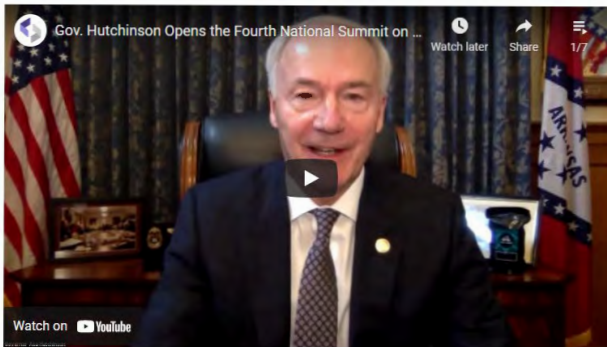 Gov. Hutchinson Opens the Fourth National Summit on ...
Watch later
Share
1/7
ARKANSAS
Watch on YouTube